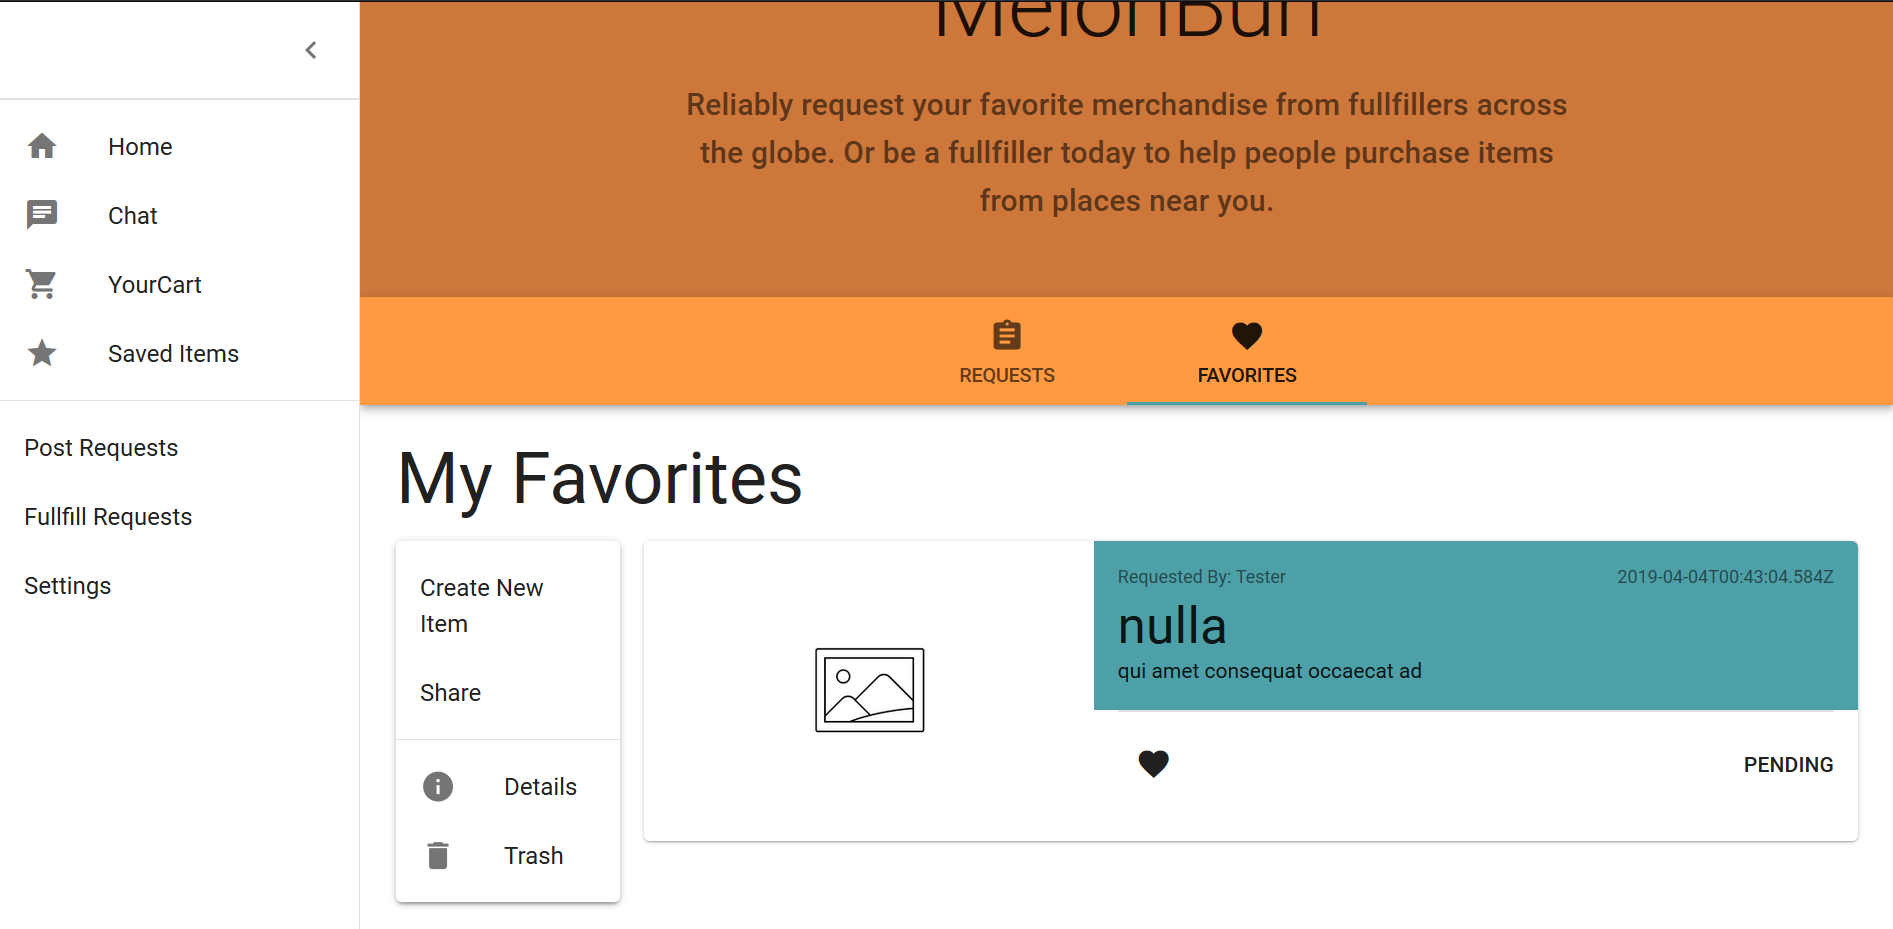 MelonBun
Reliably request your favorite merchandise from fullfillers across
the globe. Or be a fullfiller today to help people purchase items
from places near you.
Home
Chat
YourCart
Saved Items
Post Requests
Fullfill Requests
Settings
REQUESTS
FAVORITES
My Favorites
Create New
Item
Share
Details
Trash
Requested By: Tester
2019-04-04T00:43:04.584Z
nulla
qui amet consequat occaecat ad
PENDING